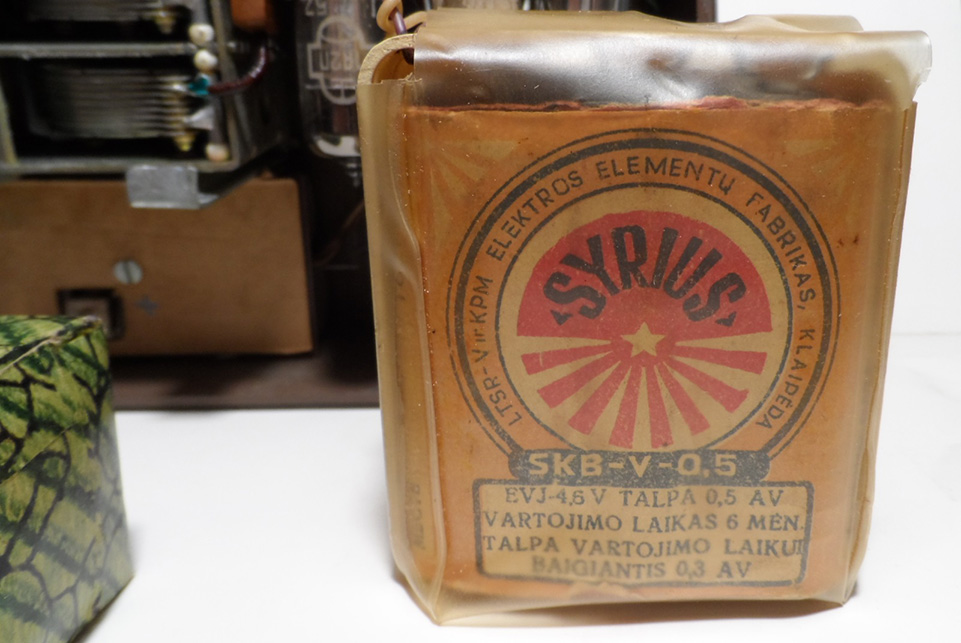 LTSR-V ir KPM ELEKTROS ELEMENTŲ FABRIKAS, KLAIPĖDA
"SYRIUS"
SKB-V-0,5
EVJ-4,6 V TALPA 0,5 AV
VARTOJIMO LAIKAS 6 MĖN.
TALPA VARTOJIMO LAIKUI
BAIGIANTIS 0,3 AV